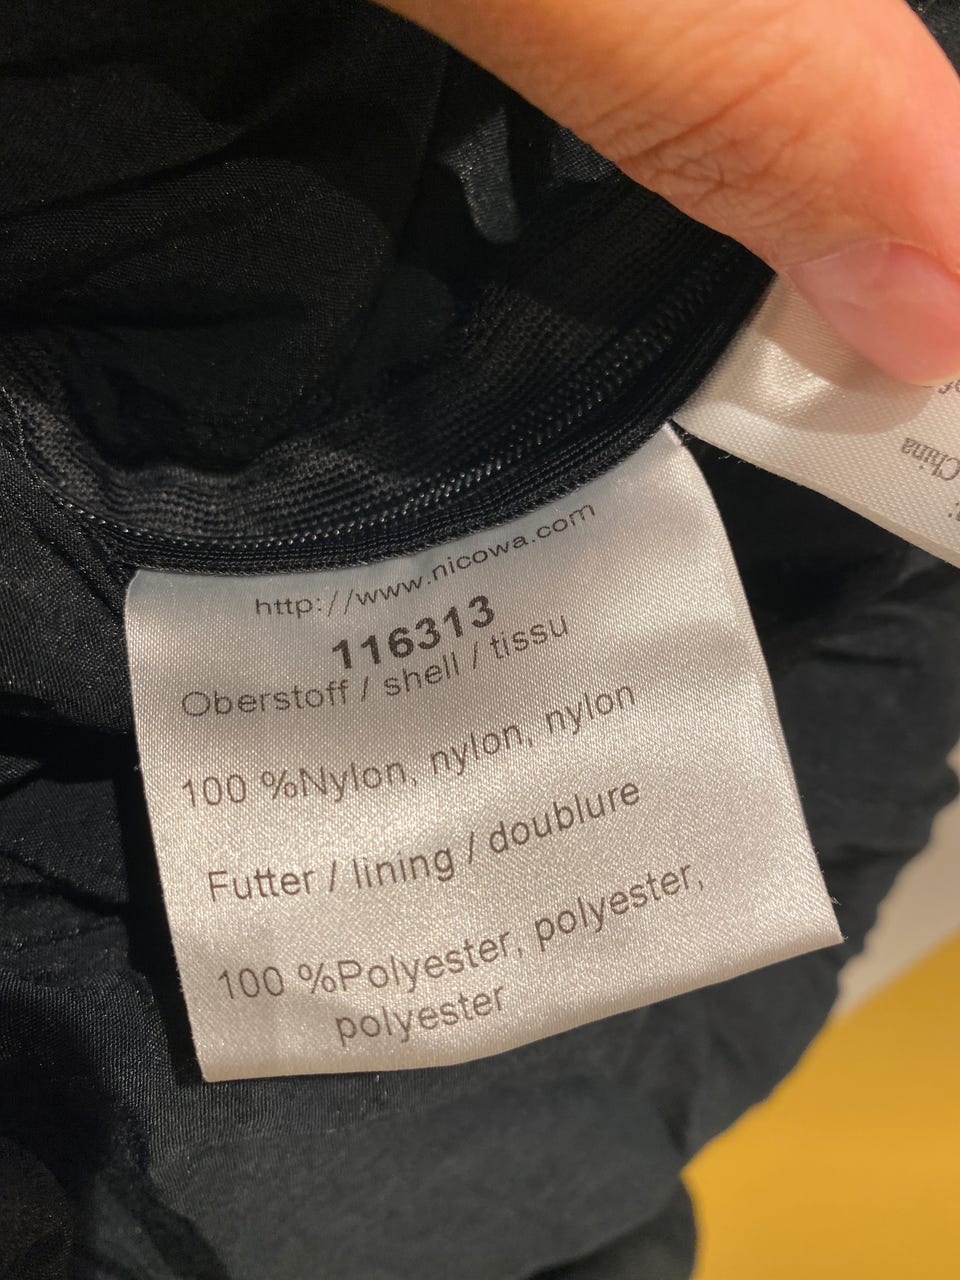 http://www.nicowa.com
116313
Oberstoff / shell / tissu
100 %Nylon, nylon, nylon
Futter / lining / doublure
100 %Polyester, polyester,
polyester
China